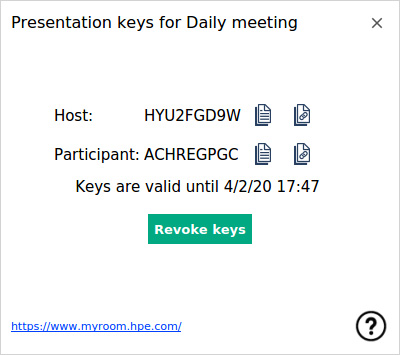 Presentation keys for Daily meeting
Host: HYU2FGD9W
Participant: ACHREGPGC
Keys are valid until 4/2/20 17:47
Revoke keys
https://www.myroom.hpe.com/
?